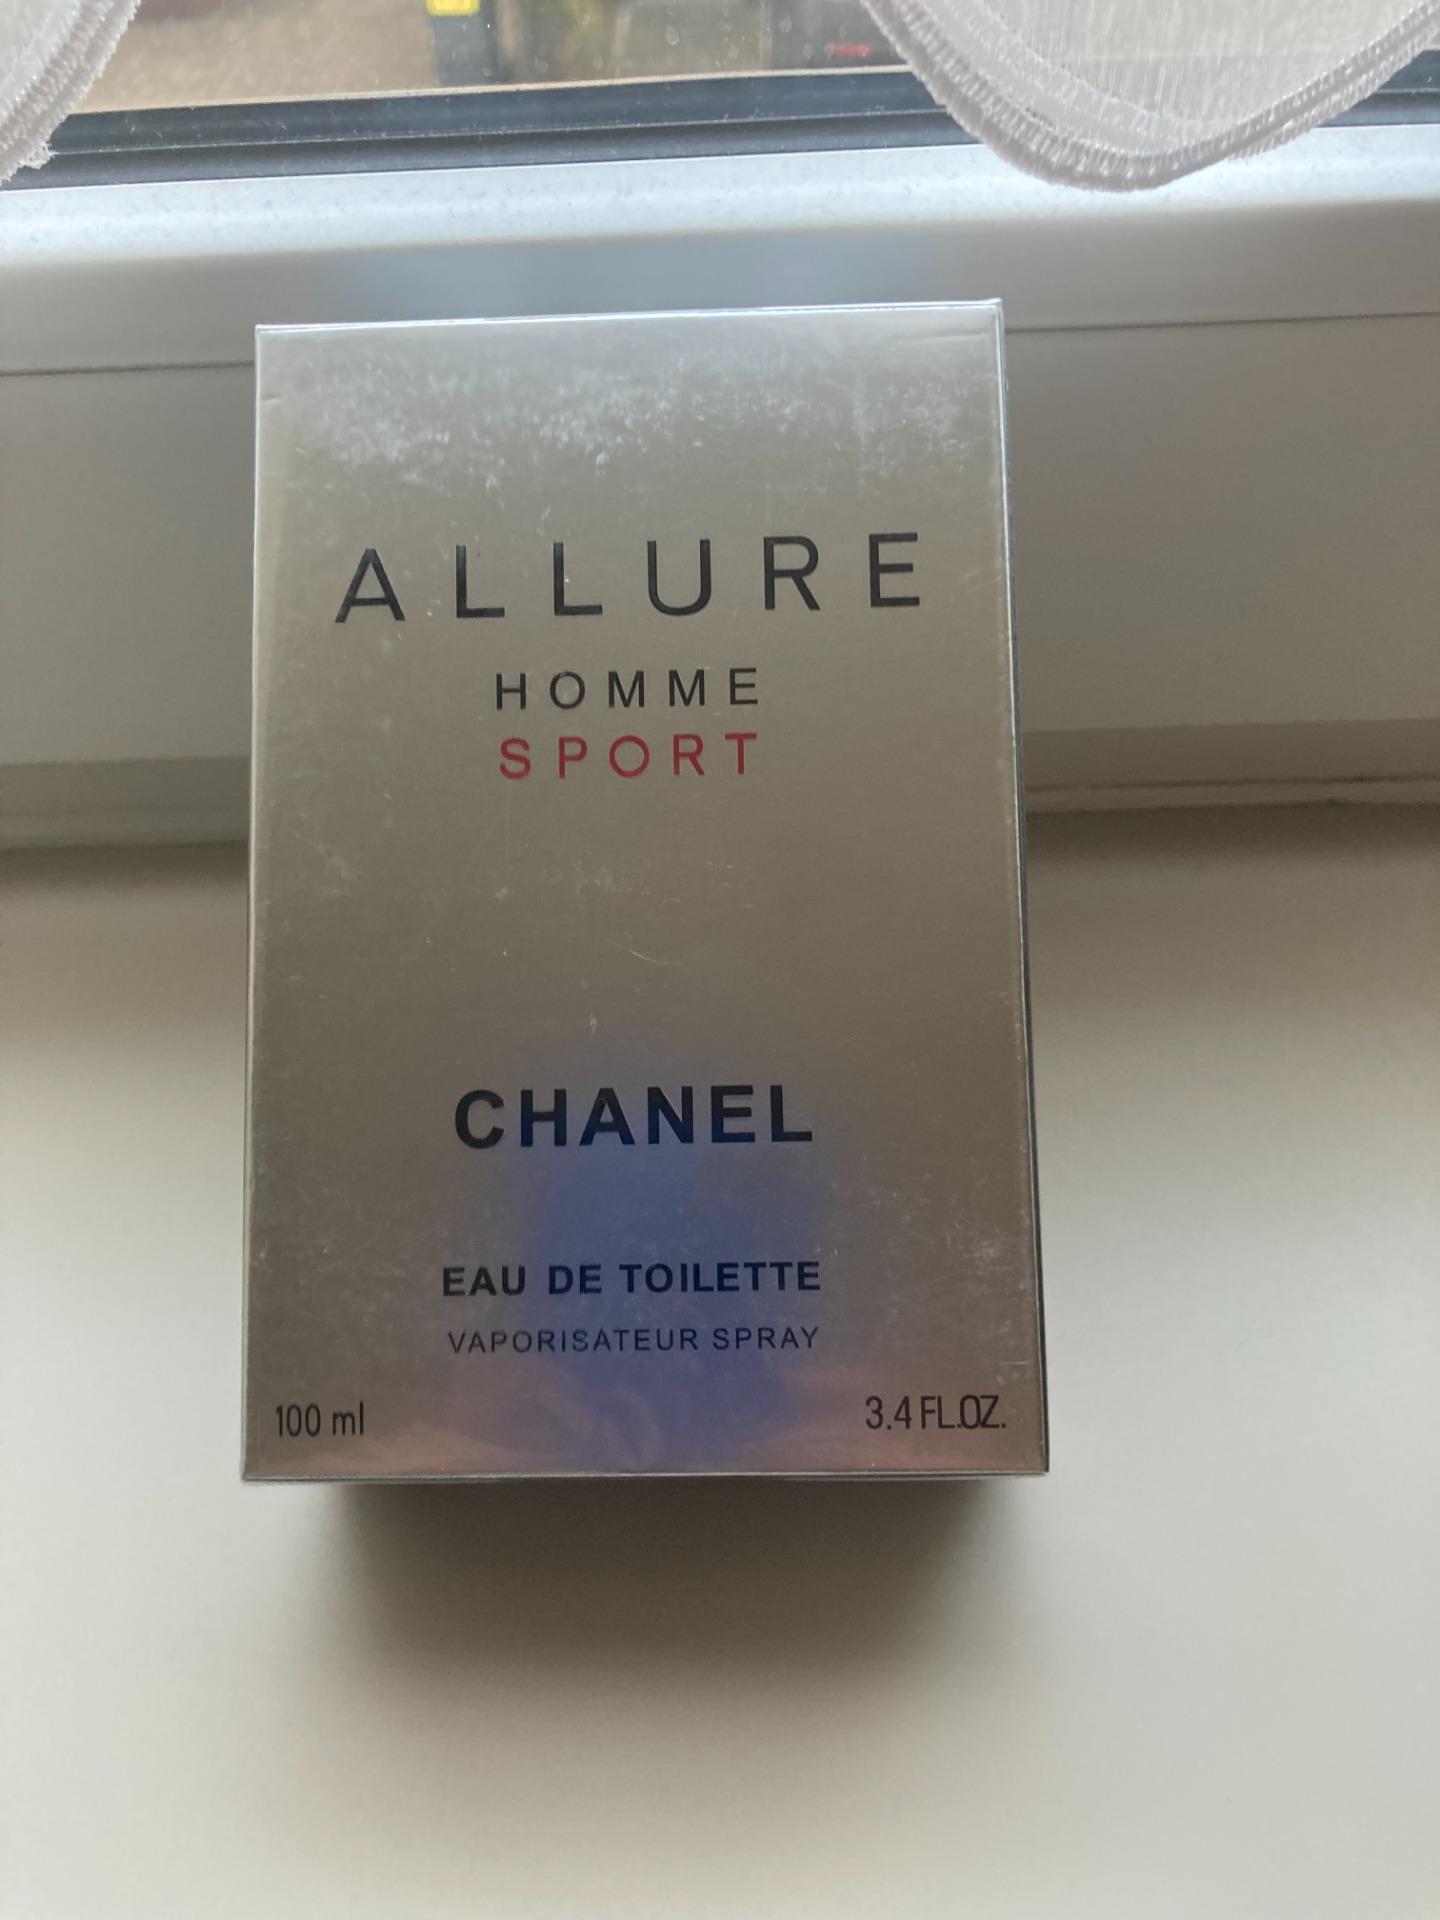 ALLURE
HOMME
SPORT
CHANEL
EAU DE TOILETTE
VAPORISATEUR SPRAY
100 ml 3.4 FL.OZ.